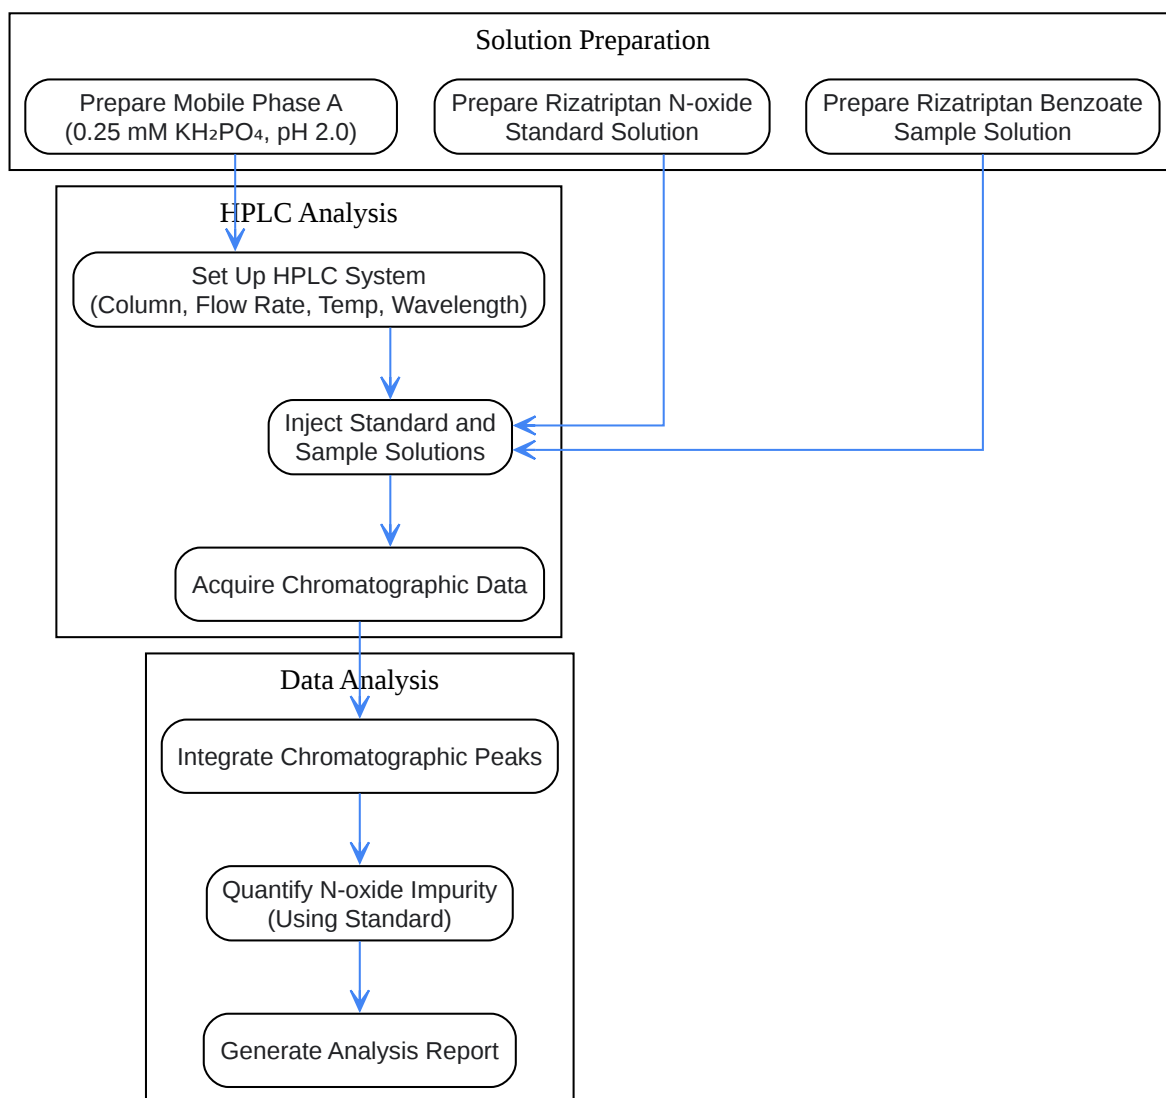 Solution Preparation
Prepare Mobile Phase A
(0.25 mM KH₂PO₄, pH 2.0)
Prepare Rizatriptan N-oxide
Standard Solution
Prepare Rizatriptan Benzoate
Sample Solution
HPLC Analysis
Set Up HPLC System
(Column, Flow Rate, Temp, Wavelength)
Inject Standard and
Sample Solutions
Acquire Chromatographic Data
Data Analysis
Integrate Chromatographic Peaks
Quantify N-oxide Impurity
(Using Standard)
Generate Analysis Report